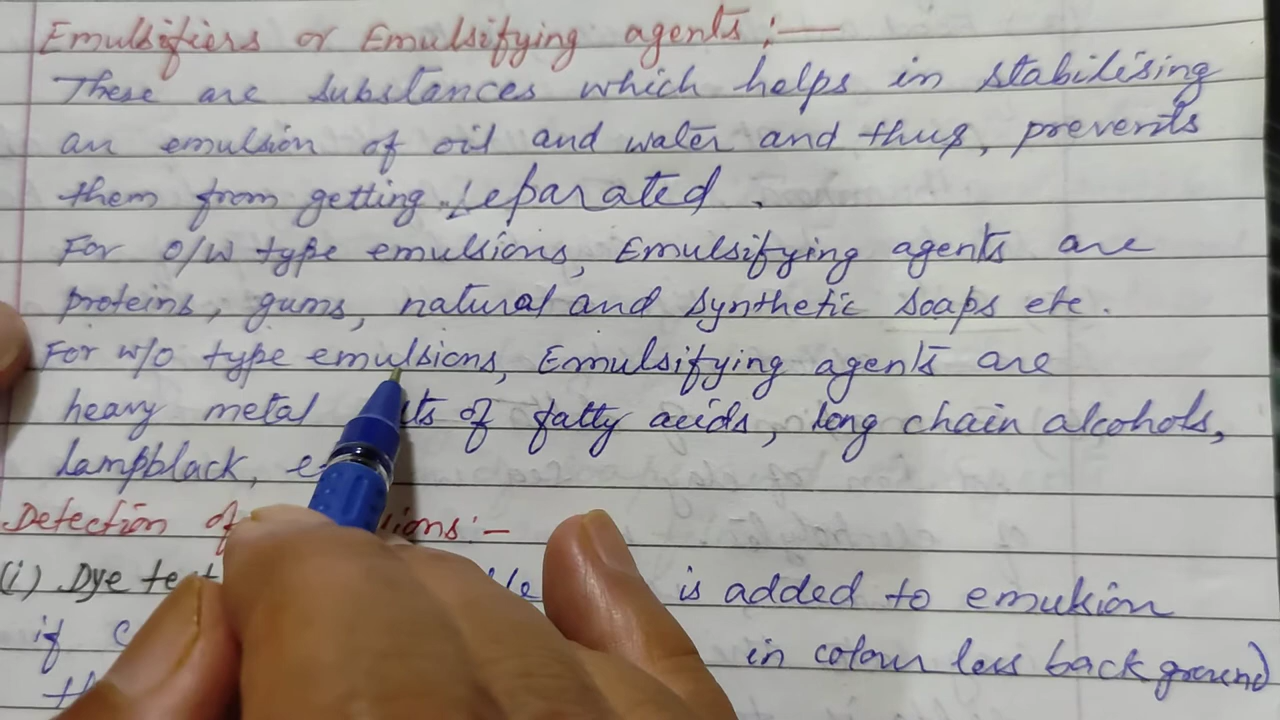 Emulsifiers or Emulsifying agents :—
These are substances which helps in stabilising
an emulsion of oil and water and thus, prevents
them from getting separated.
For O/W type emulsions, Emulsifying agents are
proteins, gums, natural and synthetic soaps etc.
For W/O type emulsions, Emulsifying agents are
heavy metal of fatty acids, long chain alcohols,
lampblack,
Detection of :-
(i) Dye is added to emulsion
if in colour less background